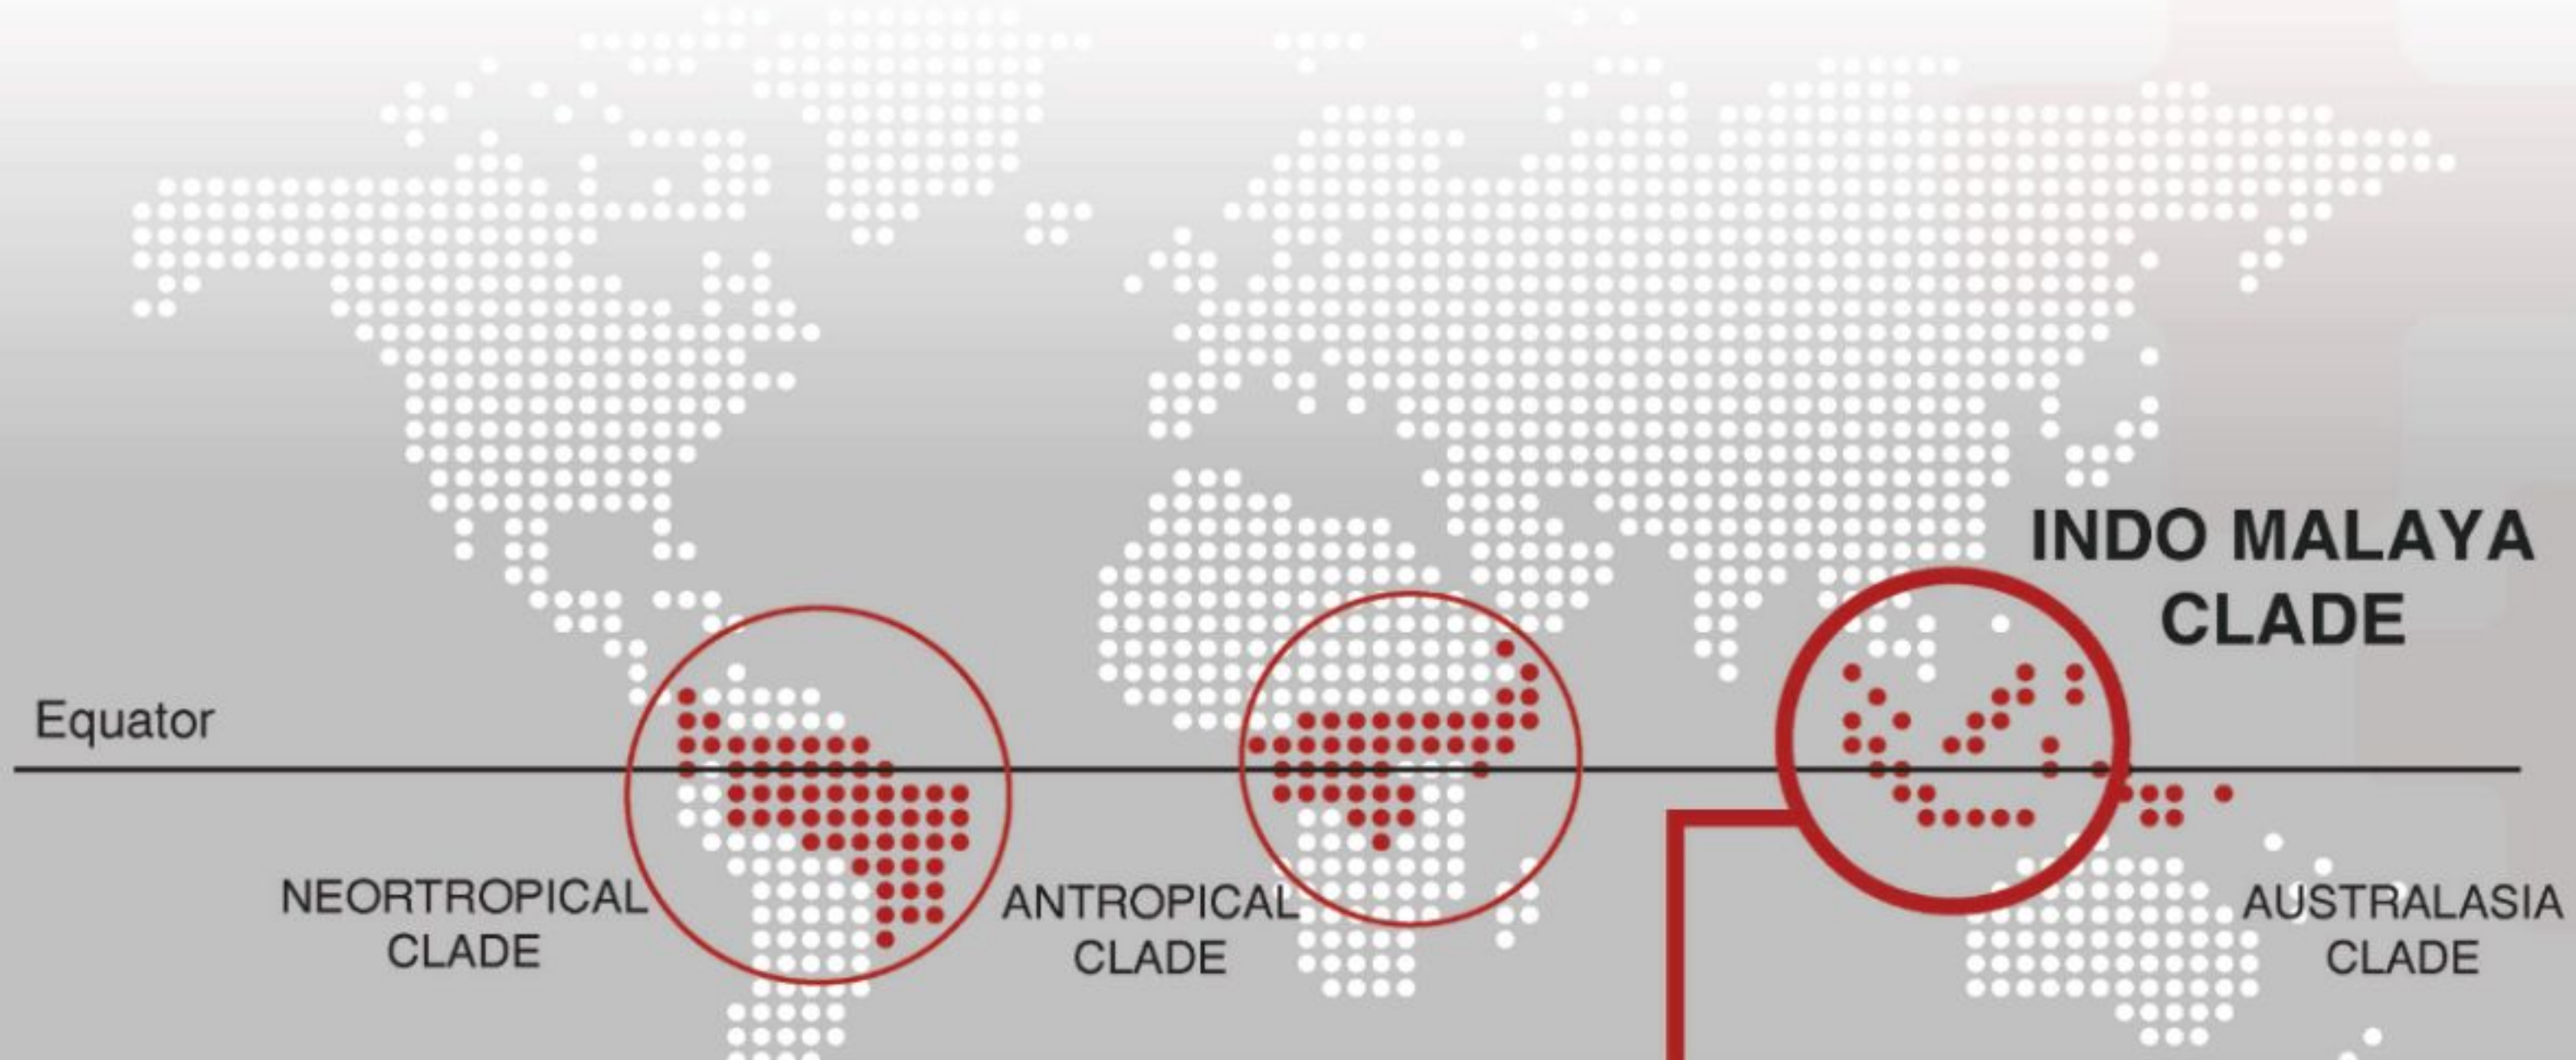 INDO MALAYA
CLADE
Equator
NEORTROPICAL
CLADE
ANTROPICAL
CLADE
AUSTRALASIA
CLADE